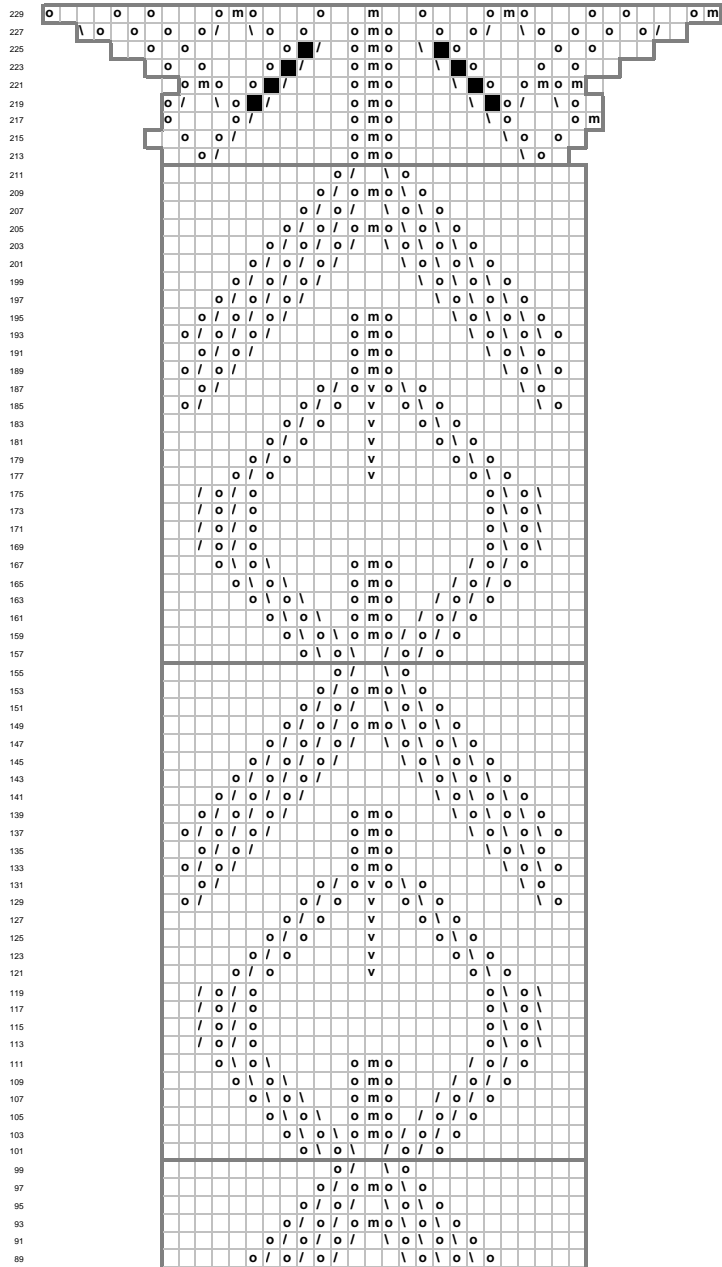 229 o o o o m o o m o o m o o o o m
227 \ o o o o / \ o o o m o o / \ o o o o /
225 o o o ■ / o m o \ ■ o o o
223 o o o ■ / o m o \ ■ o o o
221 o m o o ■ / o m o \ ■ o o m o m
219 o / \ o ■ / o m o \ ■ o / \ o
217 o o / o m o \ o o m
215 o o / o m o \ o o
213 o / o m o \ o
211 o / \ o
209 o / o m o \ o
207 o / o / \ o \ o
205 o / o / o m o \ o \ o
203 o / o / o / \ o \ o \ o
201 o / o / o / \ o \ o \ o
199 o / o / o / \ o \ o \ o
197 o / o / o / \ o \ o \ o
195 o / o / o / o m o \ o \ o \ o
193 o / o / o / o m o \ o \ o \ o
191 o / o / o m o \ o \ o
189 o / o / o m o \ o \ o
187 o / o / o v o \ o \ o
185 o / o / o v o \ o \ o
183 o / o v o \ o
181 o / o v o \ o
179 o / o v o \ o
177 o / o v o \ o
175 / o / o o \ o \
173 / o / o o \ o \
171 / o / o o \ o \
169 / o / o o \ o \
167 o \ o \ o m o / o / o
165 o \ o \ o m o / o / o
163 o \ o \ o m o / o / o
161 o \ o \ o m o / o / o
159 o \ o \ o m o / o / o
157 o \ o \ / o / o
155 o / \ o
153 o / o m o \ o
151 o / o / \ o \ o
149 o / o / o m o \ o \ o
147 o / o / o / \ o \ o \ o
145 o / o / o / \ o \ o \ o
143 o / o / o / \ o \ o \ o
141 o / o / o / \ o \ o \ o
139 o / o / o / o m o \ o \ o \ o
137 o / o / o / o m o \ o \ o \ o
135 o / o / o m o \ o \ o
133 o / o / o m o \ o \ o
131 o / o / o v o \ o \ o
129 o / o / o v o \ o \ o
127 o / o v o \ o
125 o / o v o \ o
123 o / o v o \ o
121 o / o v o \ o
119 / o / o o \ o \
117 / o / o o \ o \
115 / o / o o \ o \
113 / o / o o \ o \
111 o \ o \ o m o / o / o
109 o \ o \ o m o / o / o
107 o \ o \ o m o / o / o
105 o \ o \ o m o / o / o
103 o \ o \ o m o / o / o
101 o \ o \ / o / o
99 o / \ o
97 o / o m o \ o
95 o / o / \ o \ o
93 o / o / o m o \ o \ o
91 o / o / o / \ o \ o \ o
89 o / o / o / \ o \ o \ o